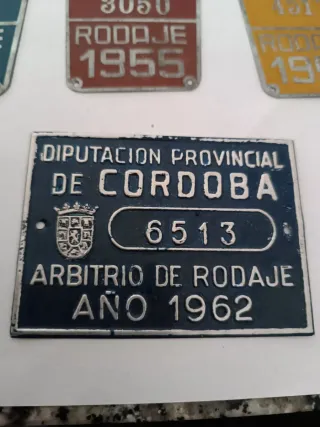 3050
RODAJE
1955
RODAJE
DIPUTACION PROVINCIAL
DE CORDOBA
6513
ARBITRIO DE RODAJE
AÑO 1962